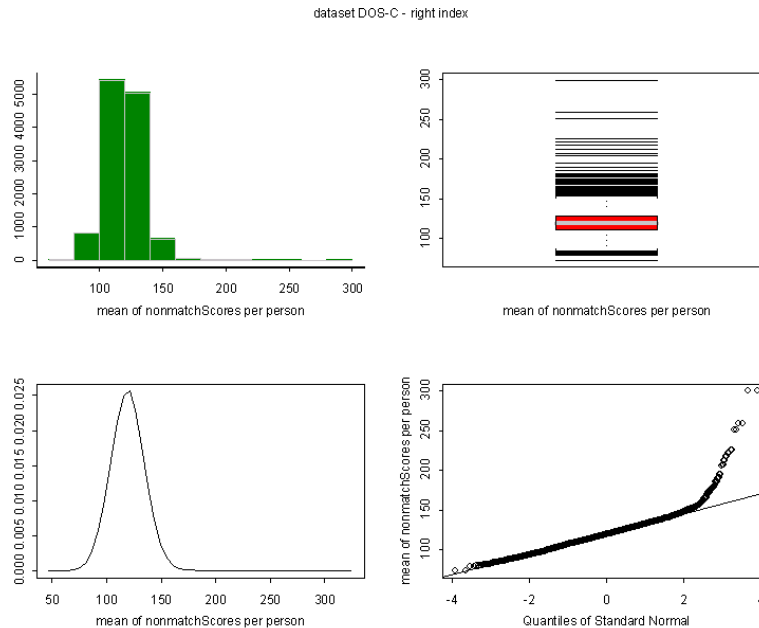 dataset DOS-C - right index
0 1000 2000 3000 4000 5000
100 150 200 250 300
mean of nonmatchScores per person
100 150 200 250 300
mean of nonmatchScores per person
0.000 0.005 0.010 0.015 0.020 0.025
50 100 150 200 250 300
mean of nonmatchScores per person
mean of nonmatchScores per person
100 150 200 250 300
-4 -2 0 2 4
Quantiles of Standard Normal